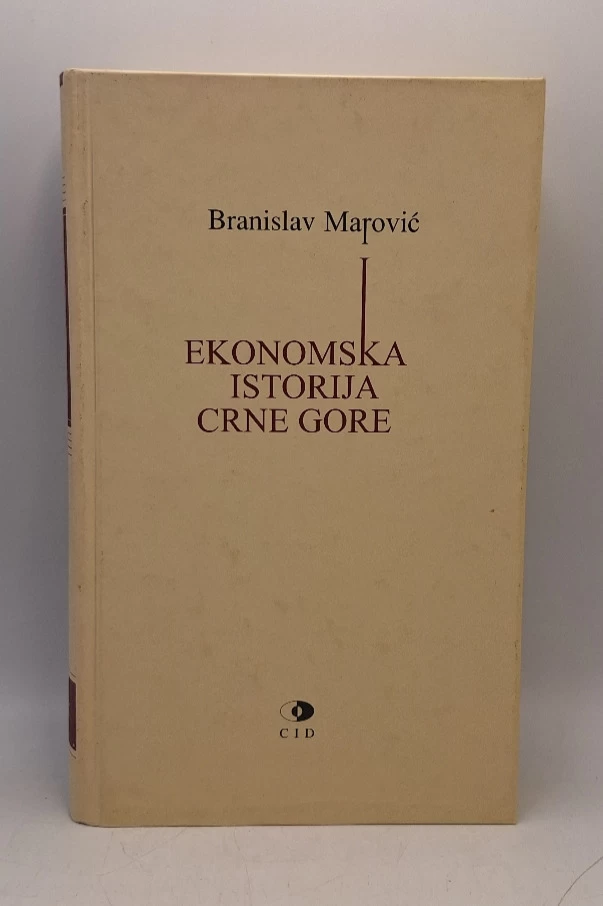 Branislav Marović
EKONOMSKA
ISTORIJA
CRNE GORE
CID